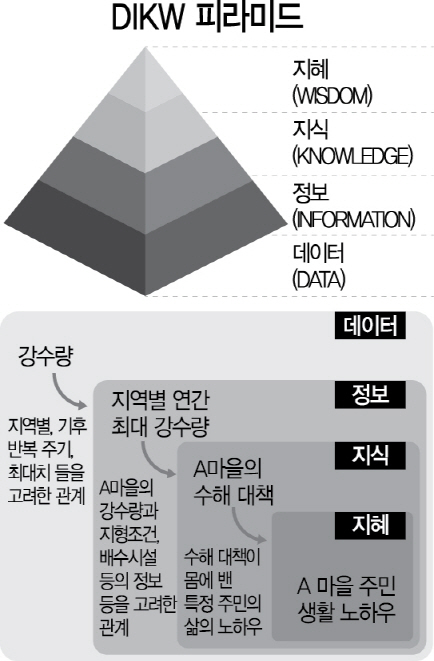 DIKW 피라미드
지혜
(WISDOM)
지식
(KNOWLEDGE)
정보
(INFORMATION)
데이터
(DATA)
데이터
강수량
지역별, 기후
반복 주기,
최대치 들을
고려한 관계
정보
지역별 연간
최대 강수량
A마을의
강수량과
지형조건,
배수시설
등의 정보
등을 고려한
관계
지식
A마을의
수해 대책
수해 대책이
몸에 밴
특정 주민의
삶의 노하우
지혜
A 마을 주민
생활 노하우